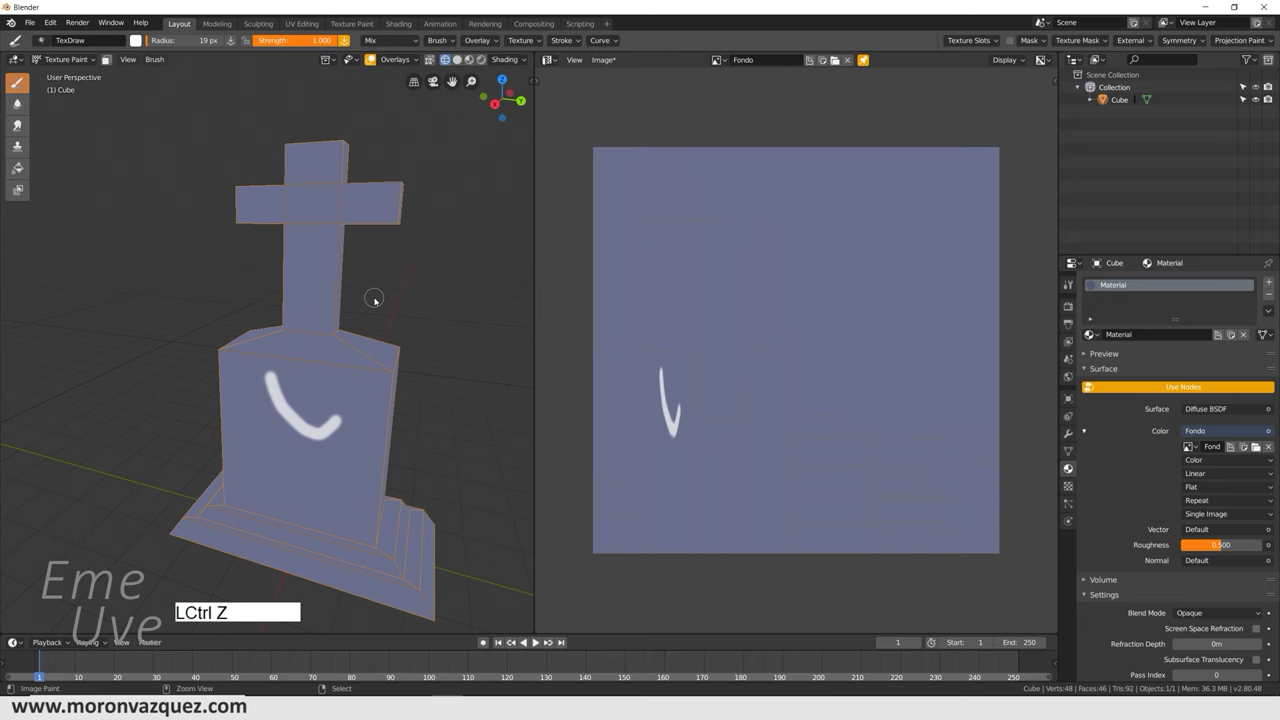 Blender
File Edit Render Window Help Layout Modeling Sculpting UV Editing Texture Paint Shading Animation Rendering Compositing Scripting + Scene View Layer
TexDraw Radius: 19 px Strength: 1.000 Mix Brush Overlay Texture Stroke Curve Texture Slots Mask Texture Mask External Symmetry Projection Paint
Texture Paint View Brush Overlays Shading View Image* Fondo Display
User Perspective
(1) Cube
Z
X
Y
Scene Collection
Collection
Cube
Cube Material
Material
Material
Preview
Surface
Use Nodes
Surface Diffuse BSDF
Color Fondo
Fond
Color
Linear
Flat
Repeat
Single Image
Vector Default
Roughness 0.500
Normal Default
Volume
Settings
Blend Mode Opaque
Screen Space Refraction
Refraction Depth 0m
Subsurface Translucency
Pass Index 0
Eme
Uve
LCtrl Z
Playback Keying View Marker 1 Start: 1 End: 250
1 10 20 30 40 50 60 70 80 90 100 110 120 130 140 150 160 170 180 190 200 210 220 230 240 250
Image Paint Zoom View Select Cube | Verts:48 | Faces:46 | Tris:92 | Objects:1/1 | Mem: 36.3 MB | v2.80.48
www.moronvazquez.com